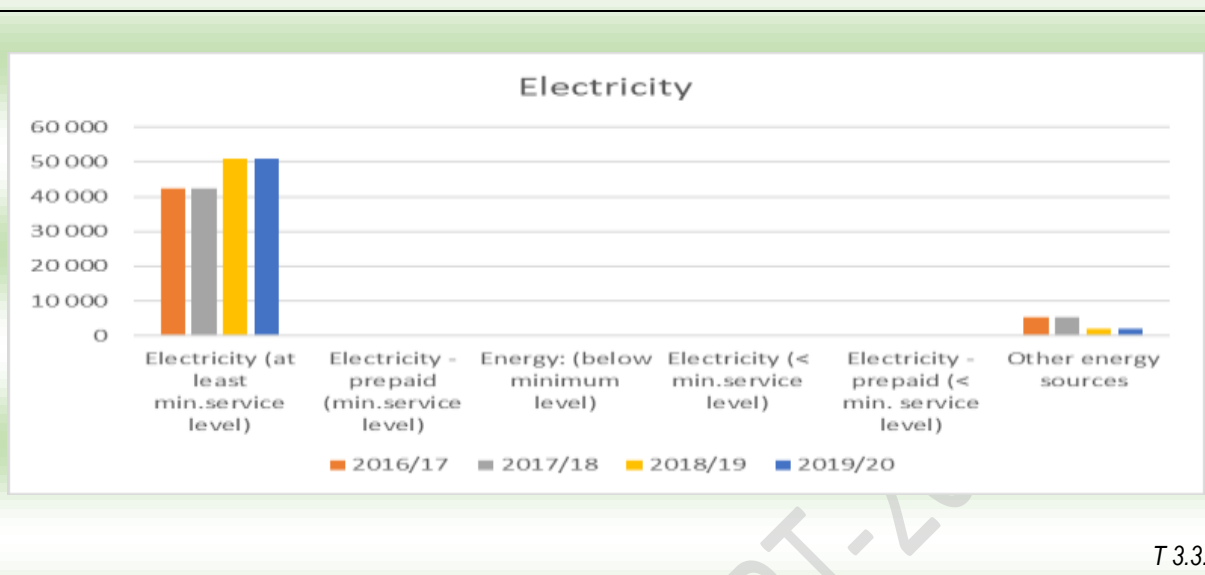 Electricity
60 000
50 000
40 000
30 000
20 000
10 000
0
Electricity (at least min.service level)
Electricity - prepaid (min.service level)
Energy: (below minimum level)
Electricity (< min.service level)
Electricity - prepaid (< min. service level)
Other energy sources
2016/17 2017/18 2018/19 2019/20
T 3.3.